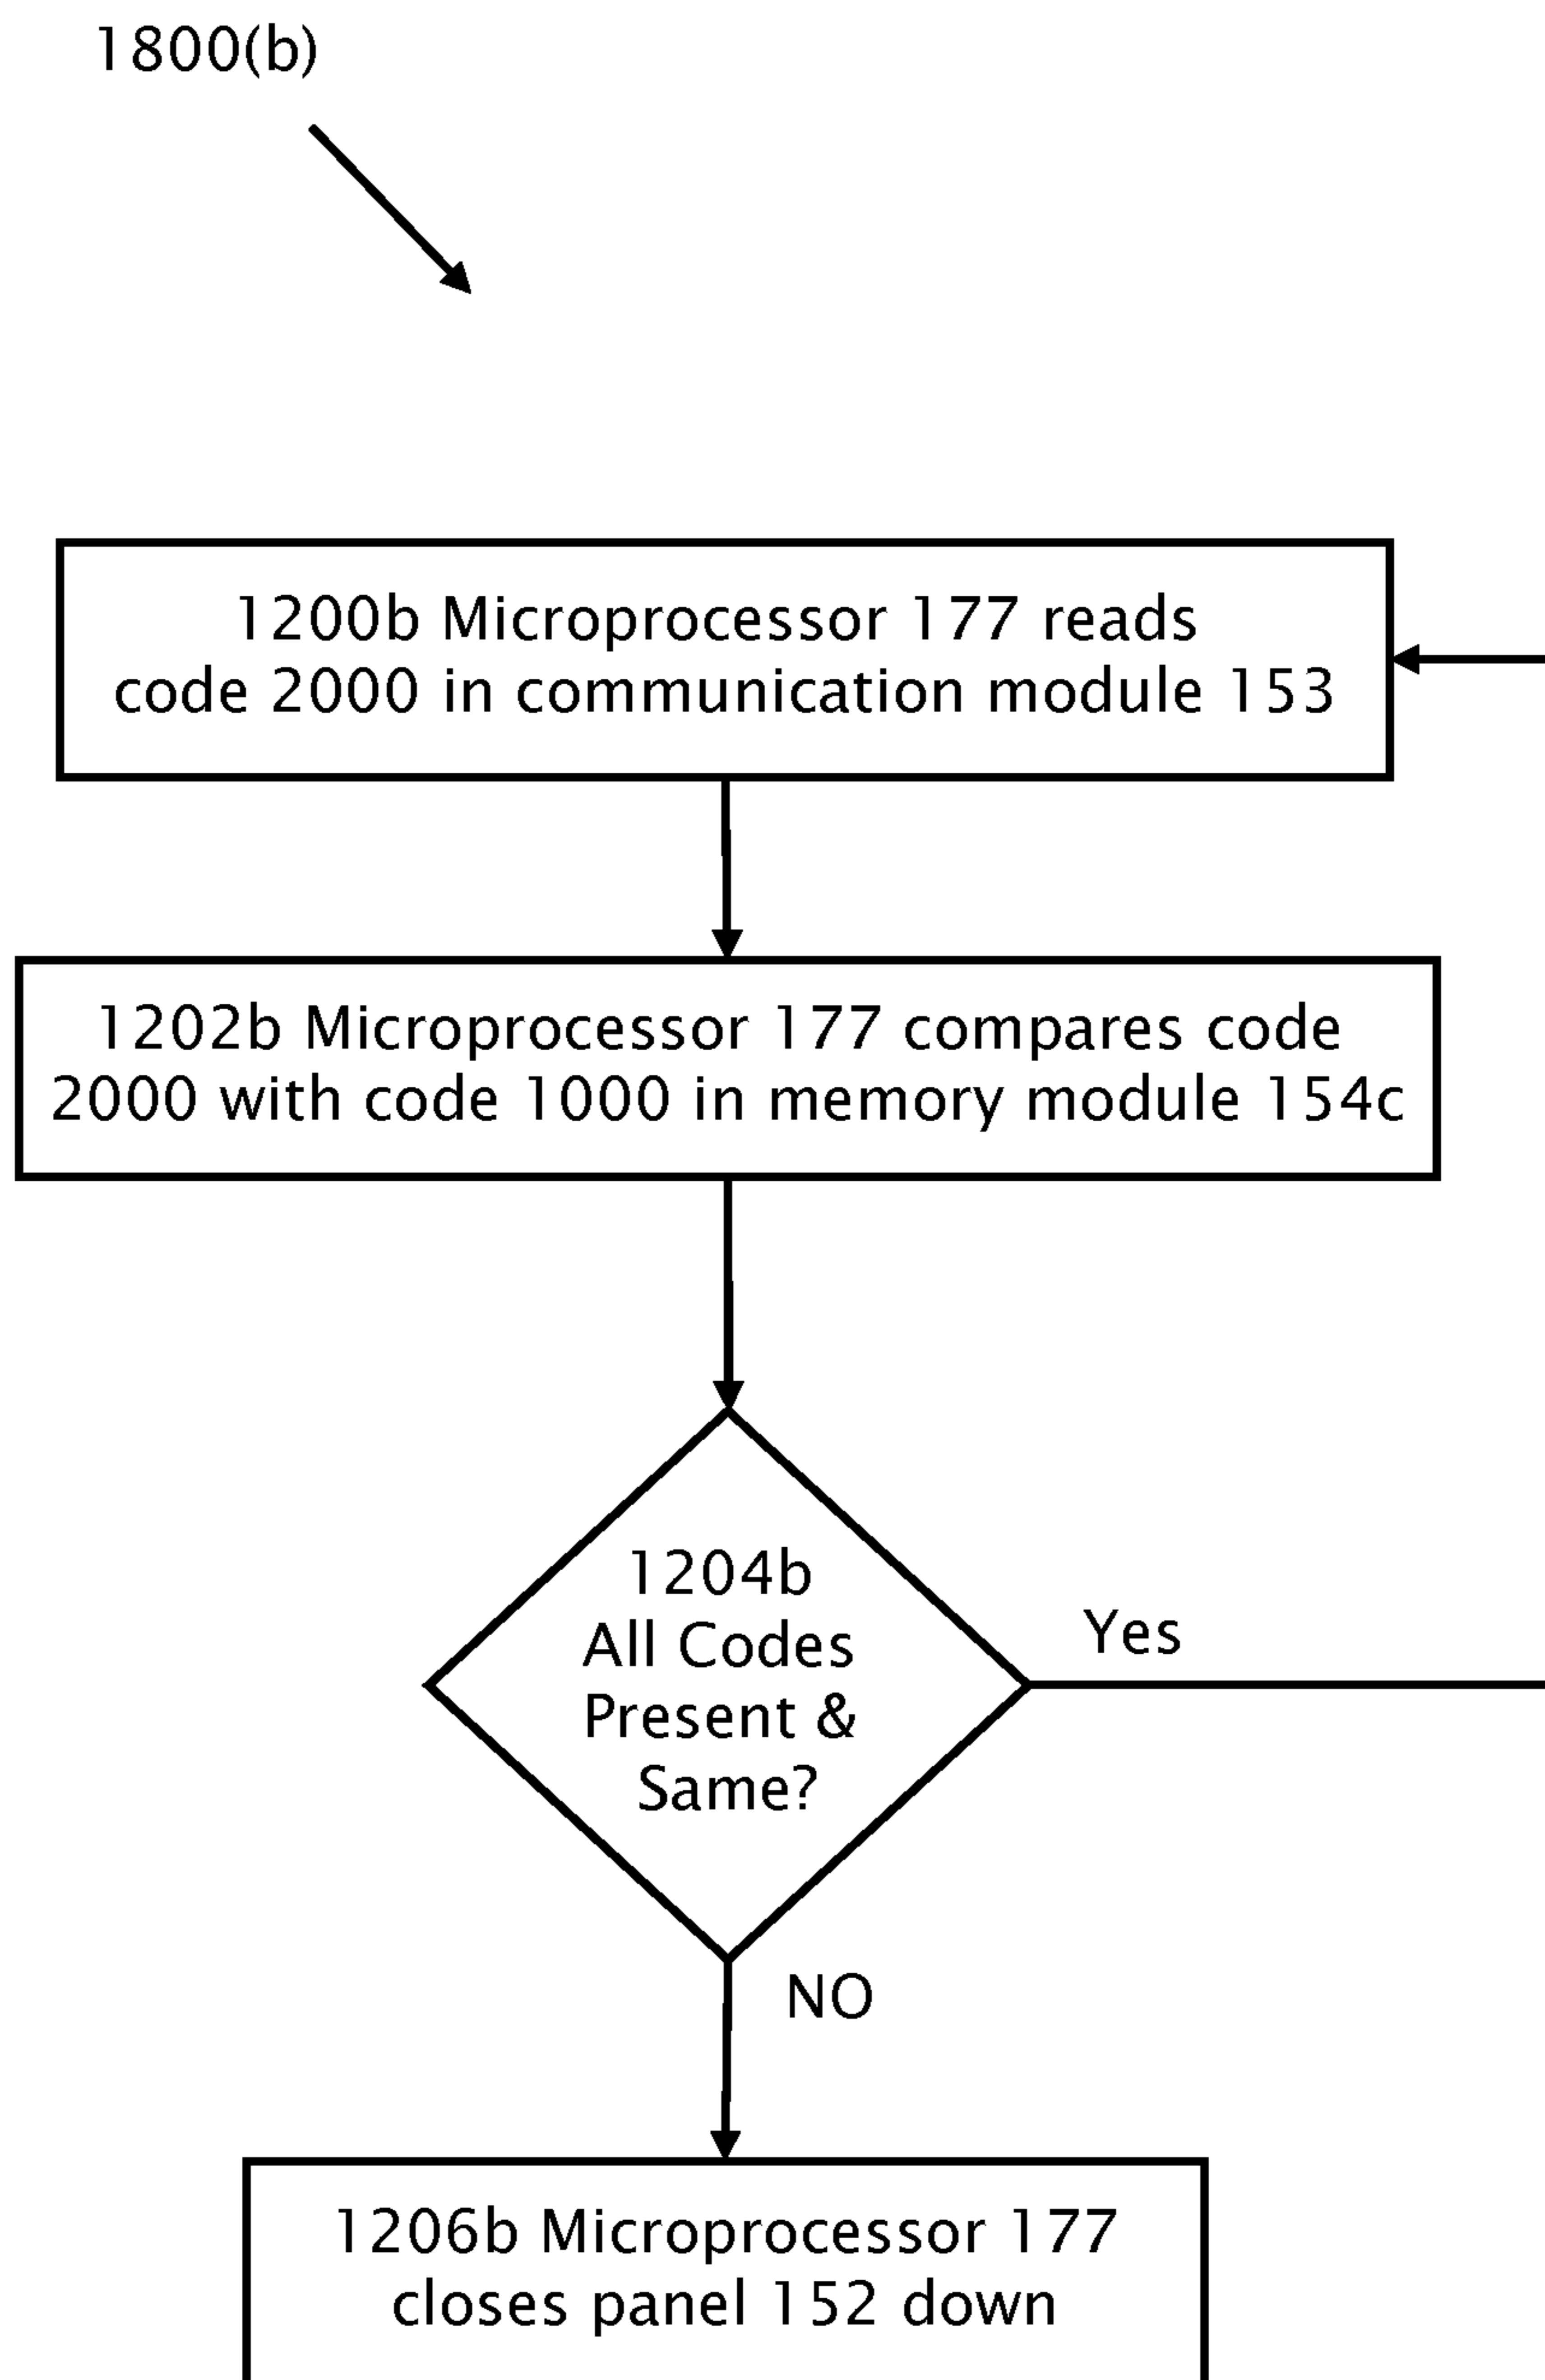 1800(b)
1200b Microprocessor 177 reads
code 2000 in communication module 153
1202b Microprocessor 177 compares code
2000 with code 1000 in memory module 154c
1204b
All Codes
Present &
Same?
Yes
NO
1206b Microprocessor 177
closes panel 152 down